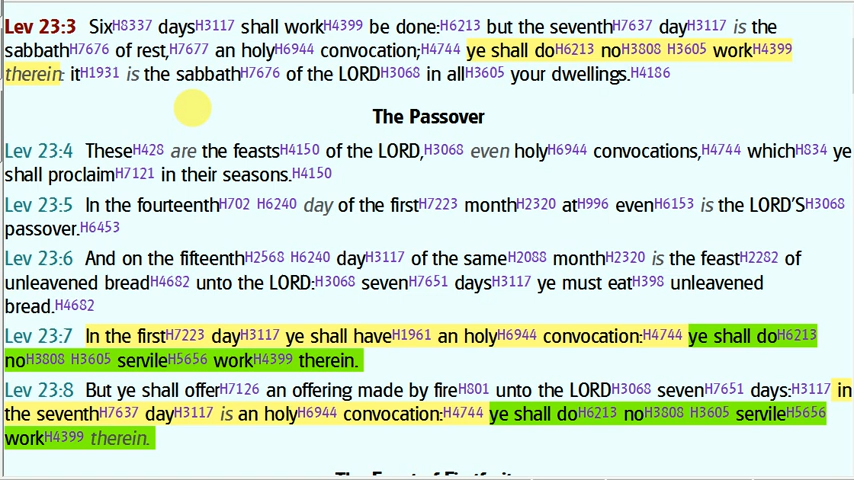 Lev 23:3 SixH8337 daysH3117 shall workH4399 be done:H6213 but the seventhH7637 dayH3117 is the
sabbathH7676 of rest,H7677 an holyH6944 convocation;H4744 ye shall doH6213 noH3808 H3605 workH4399
therein: itH1931 is the sabbathH7676 of the LORDH3068 in allH3605 your dwellings.H4186
The Passover
Lev 23:4 TheseH428 are the feastsH4150 of the LORD,H3068 even holyH6944 convocations,H4744 whichH834 ye
shall proclaimH7121 in their seasons.H4150
Lev 23:5 In the fourteenthH702 H6240 day of the firstH7223 monthH2320 atH996 evenH6153 is the LORD'SH3068
passover.H6453
Lev 23:6 And on the fifteenthH2568 H6240 dayH3117 of the sameH2088 monthH2320 is the feastH2282 of
unleavened breadH4682 unto the LORD:H3068 sevenH7651 daysH3117 ye must eatH398 unleavened
bread.H4682
Lev 23:7 In the firstH7223 dayH3117 ye shall haveH1961 an holyH6944 convocation:H4744 ye shall doH6213
noH3808 H3605 servileH5656 workH4399 therein.
Lev 23:8 But ye shall offerH7126 an offering made by fireH801 unto the LORDH3068 sevenH7651 days:H3117 in
the seventhH7637 dayH3117 is an holyH6944 convocation:H4744 ye shall doH6213 noH3808 H3605 servileH5656
workH4399 therein.
The Feast of Firstfruits